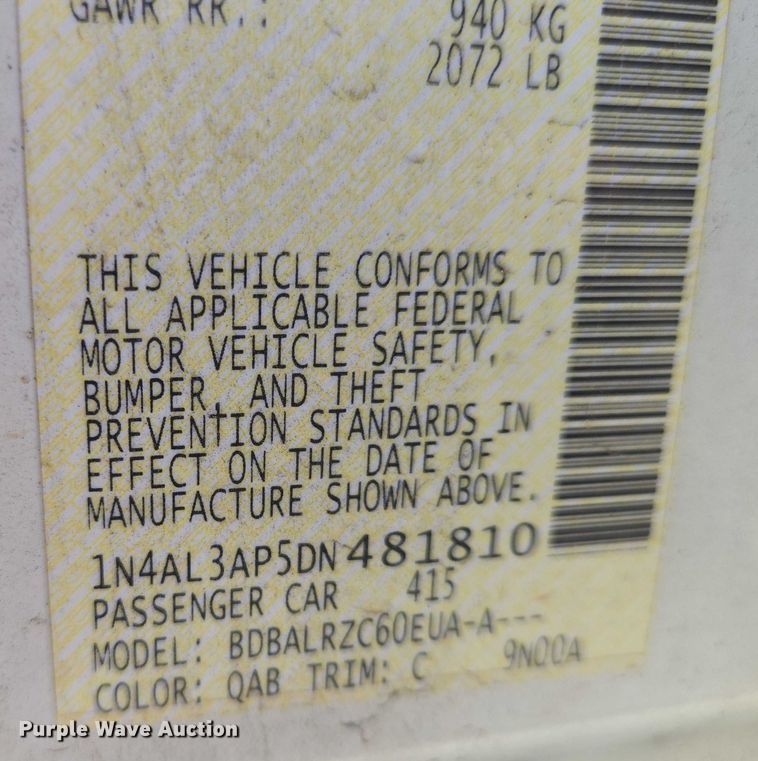 GAWR RR.: 940 KG
2072 LB
THIS VEHICLE CONFORMS TO
ALL APPLICABLE FEDERAL
MOTOR VEHICLE SAFETY,
BUMPER, AND THEFT
PREVENTION STANDARDS IN
EFFECT ON THE DATE OF
MANUFACTURE SHOWN ABOVE.
1N4AL3AP5DN481810
PASSENGER CAR 415
MODEL: BDBALRZC60EUA-A---
COLOR: QAB TRIM: C 9N00A
Purple Wave Auction